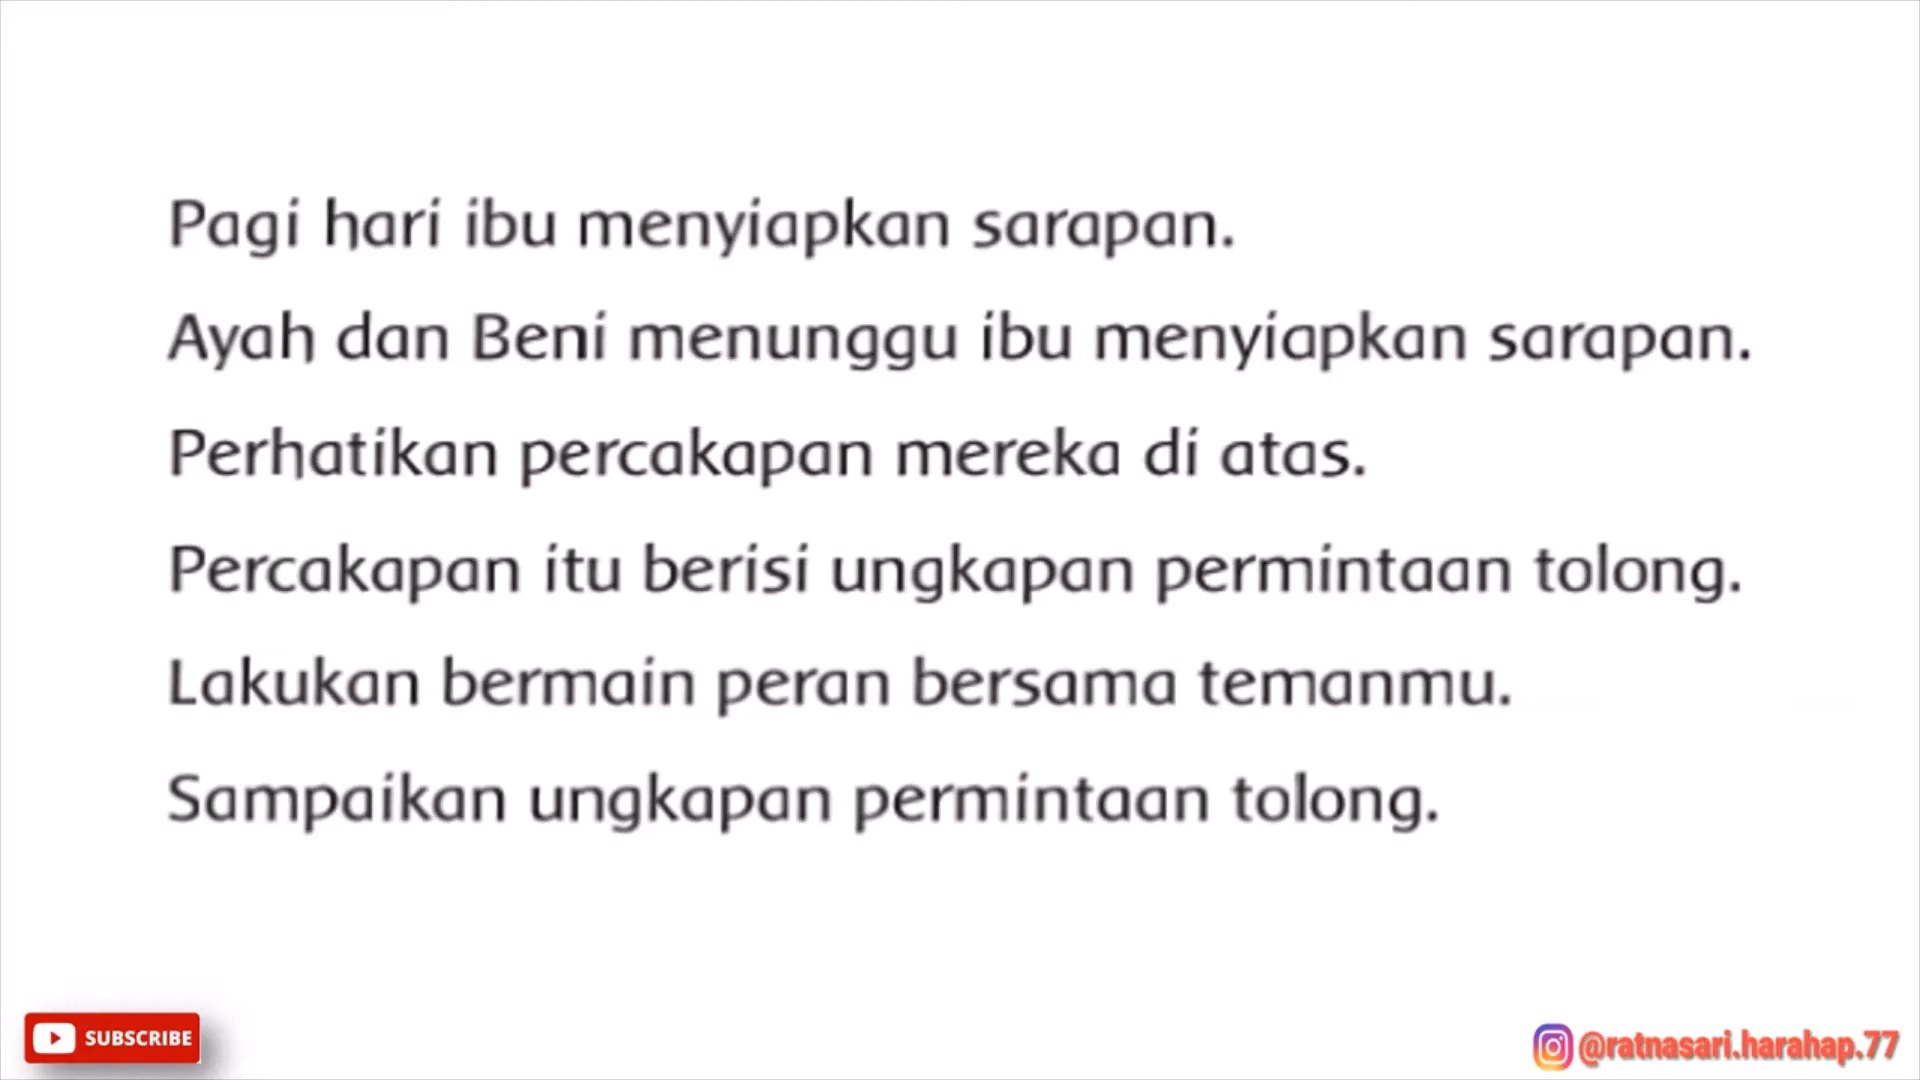 Pagi hari ibu menyiapkan sarapan.
Ayah dan Beni menunggu ibu menyiapkan sarapan.
Perhatikan percakapan mereka di atas.
Percakapan itu berisi ungkapan permintaan tolong.
Lakukan bermain peran bersama temanmu.
Sampaikan ungkapan permintaan tolong.
SUBSCRIBE
@ratnasari.harahap.77